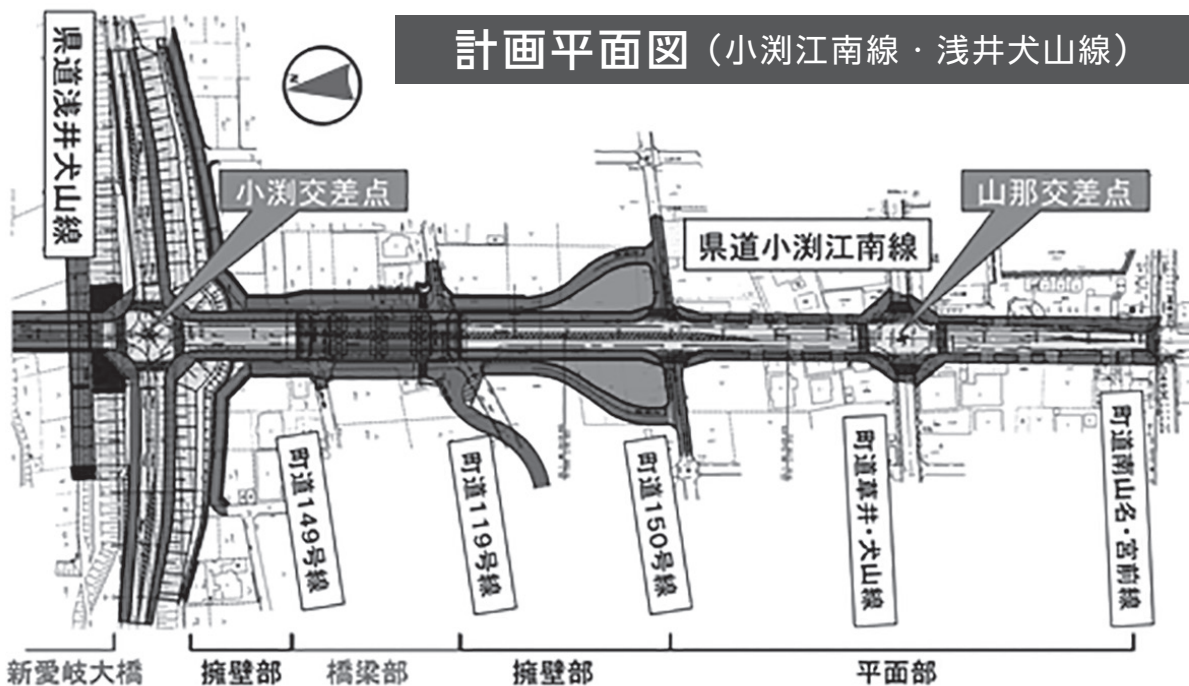 計画平面図（小渕江南線・浅井犬山線）
県道浅井犬山線
N
小渕交差点
山那交差点
県道小渕江南線
町道149号線
町道119号線
町道150号線
町道草井・犬山線
町道南山名・宮前線
新愛岐大橋
擁壁部
橋梁部
擁壁部
平面部